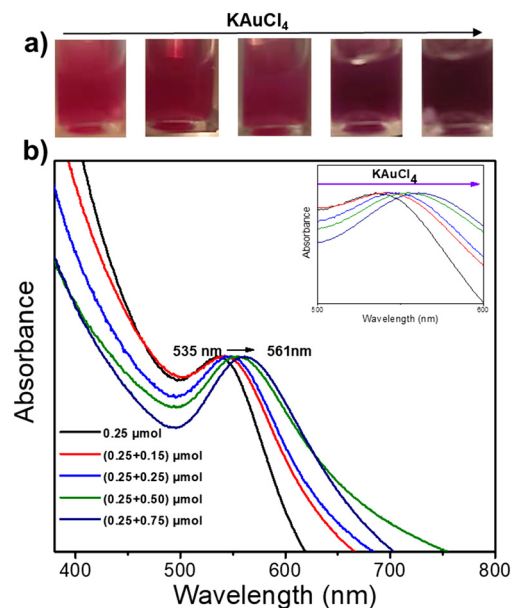 KAuCl4
a)
b)
KAuCl4
Absorbance
500
600
Wavelength (nm)
535 nm
561nm
Absorbance
0.25 µmol
(0.25+0.15) µmol
(0.25+0.25) µmol
(0.25+0.50) µmol
(0.25+0.75) µmol
400 500 600 700 800
Wavelength (nm)